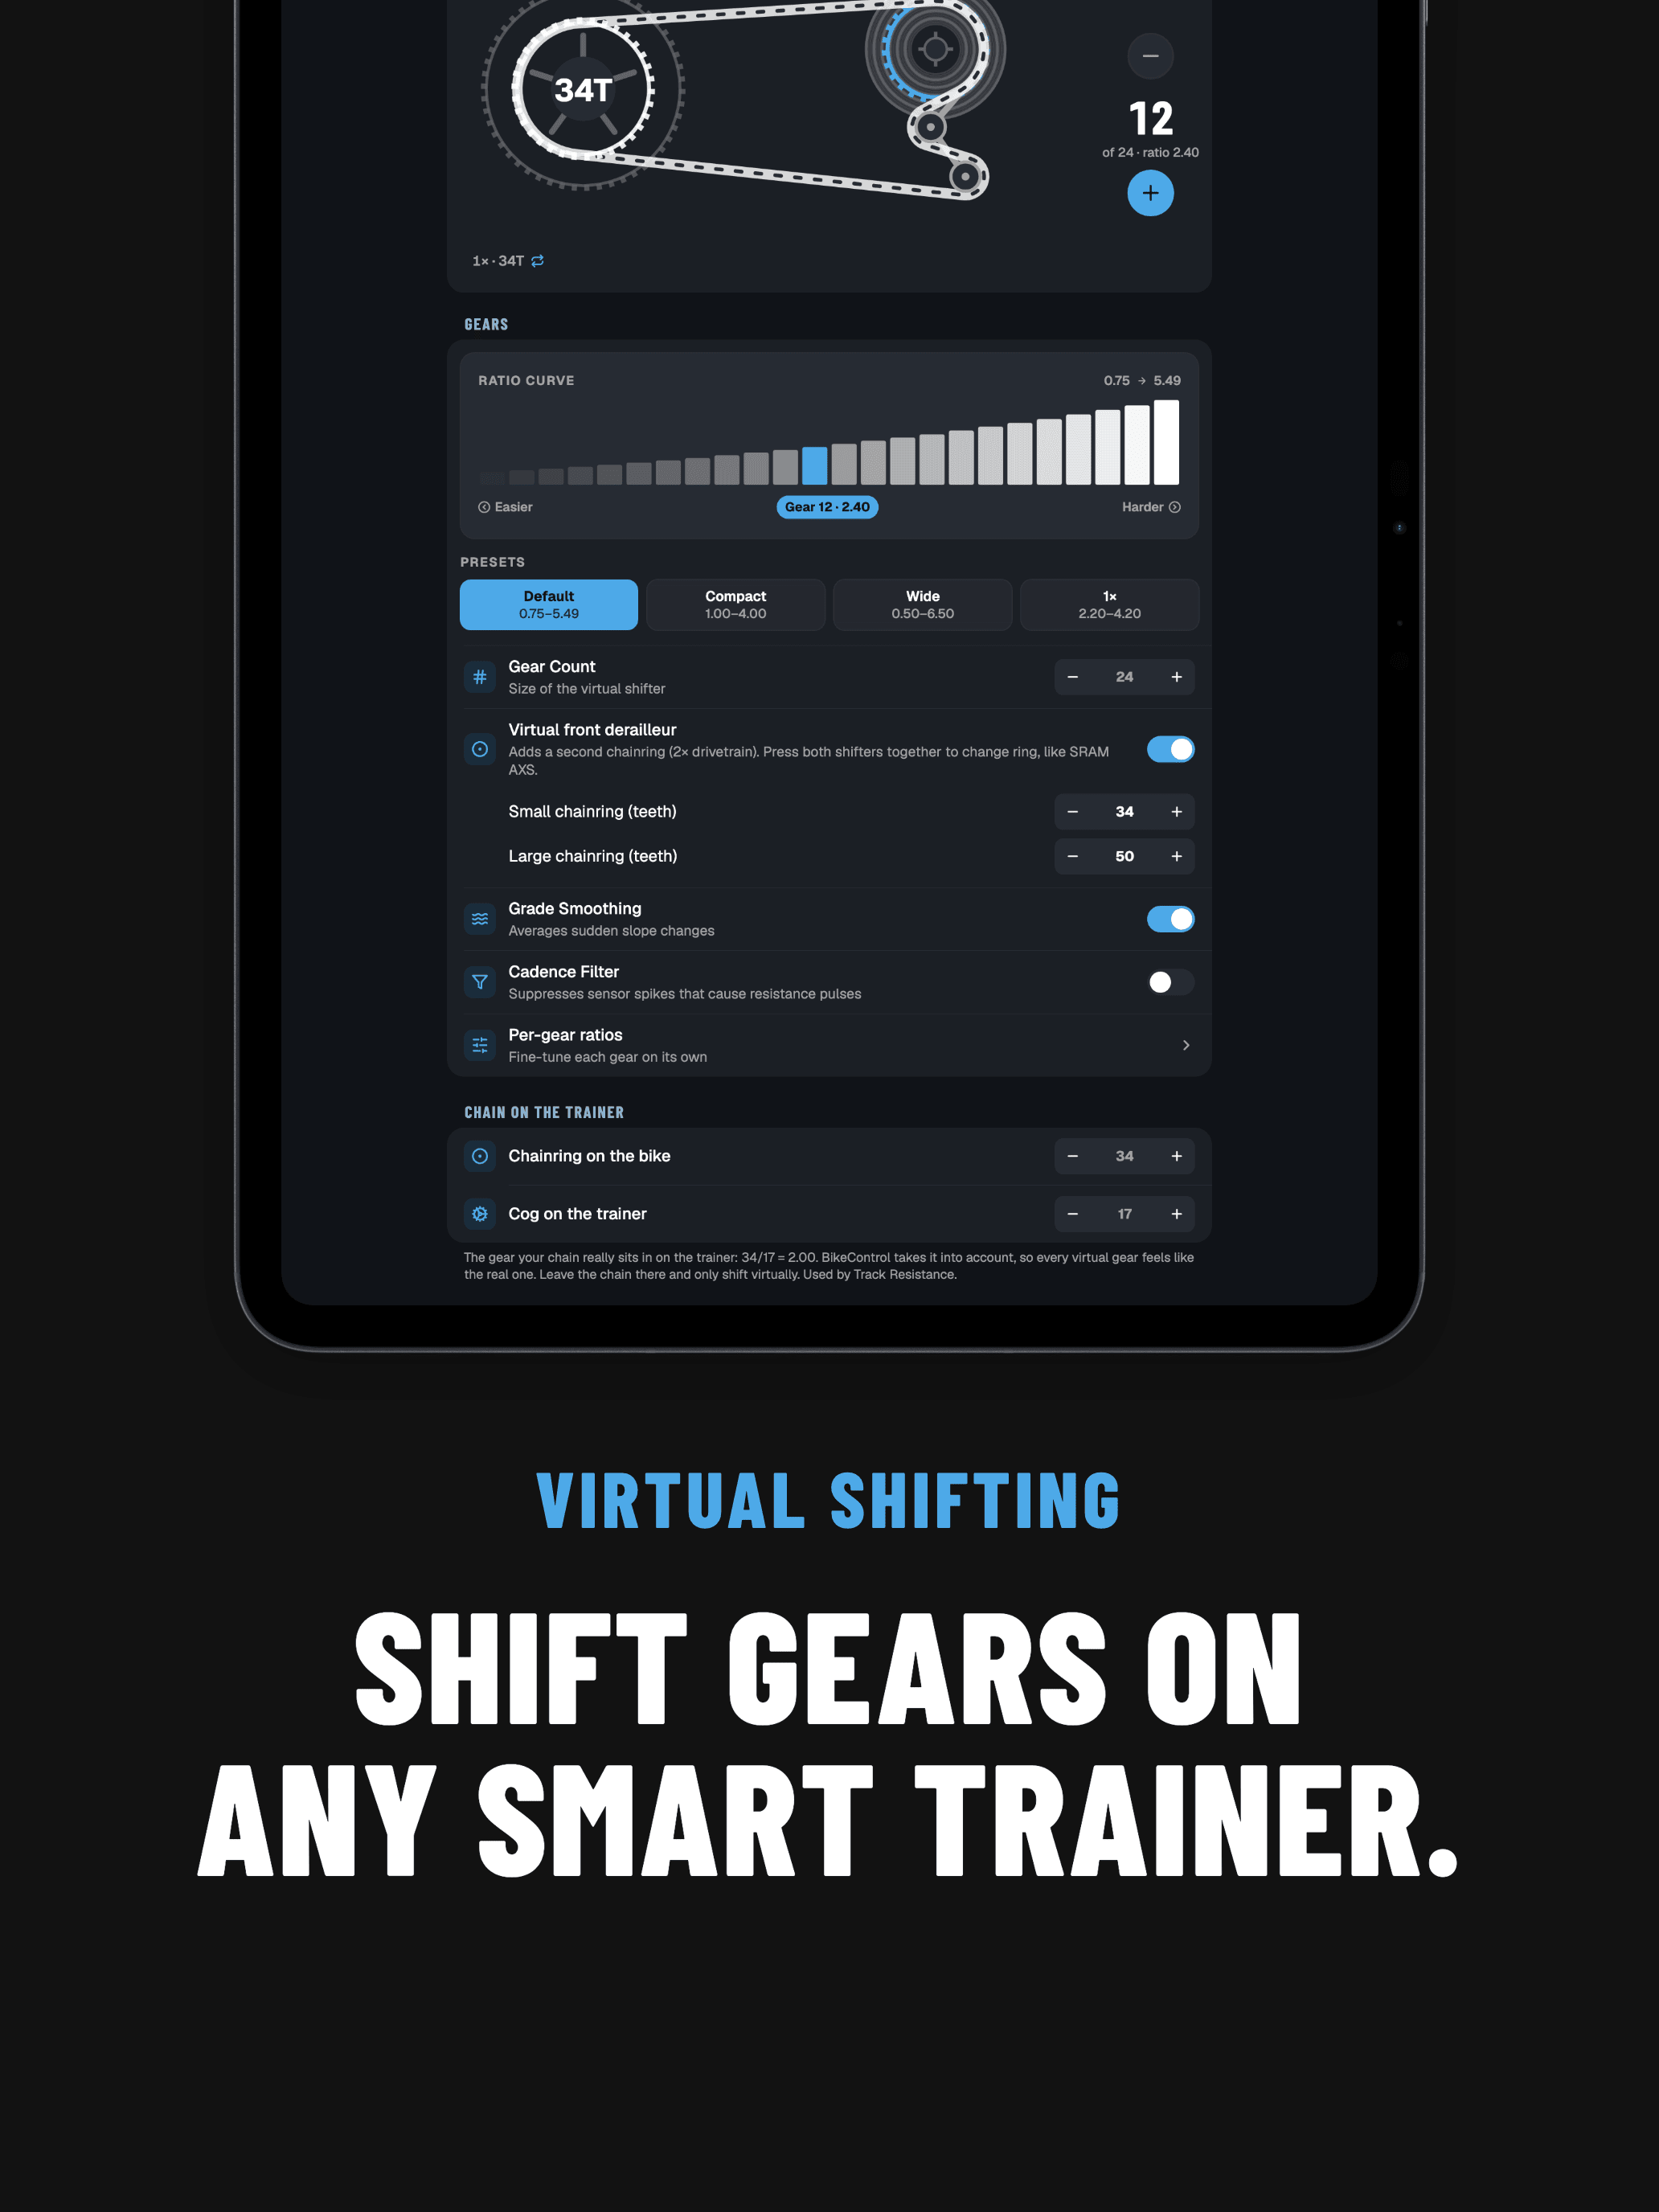 34T
12
of 24 · ratio 2.40
1× · 34T
GEARS
RATIO CURVE
0.75 → 5.49
Easier
Gear 12 · 2.40
Harder
PRESETS
Default
0.75–5.49
Compact
1.00–4.00
Wide
0.50–6.50
1×
2.20–4.20
Gear Count
Size of the virtual shifter
24
Virtual front derailleur
Adds a second chainring (2× drivetrain). Press both shifters together to change ring, like SRAM
AXS.
Small chainring (teeth)
34
Large chainring (teeth)
50
Grade Smoothing
Averages sudden slope changes
Cadence Filter
Suppresses sensor spikes that cause resistance pulses
Per-gear ratios
Fine-tune each gear on its own
CHAIN ON THE TRAINER
Chainring on the bike
34
Cog on the trainer
17
The gear your chain really sits in on the trainer: 34/17 = 2.00. BikeControl takes it into account, so every virtual gear feels like
the real one. Leave the chain there and only shift virtually. Used by Track Resistance.
VIRTUAL SHIFTING
SHIFT GEARS ON
ANY SMART TRAINER.